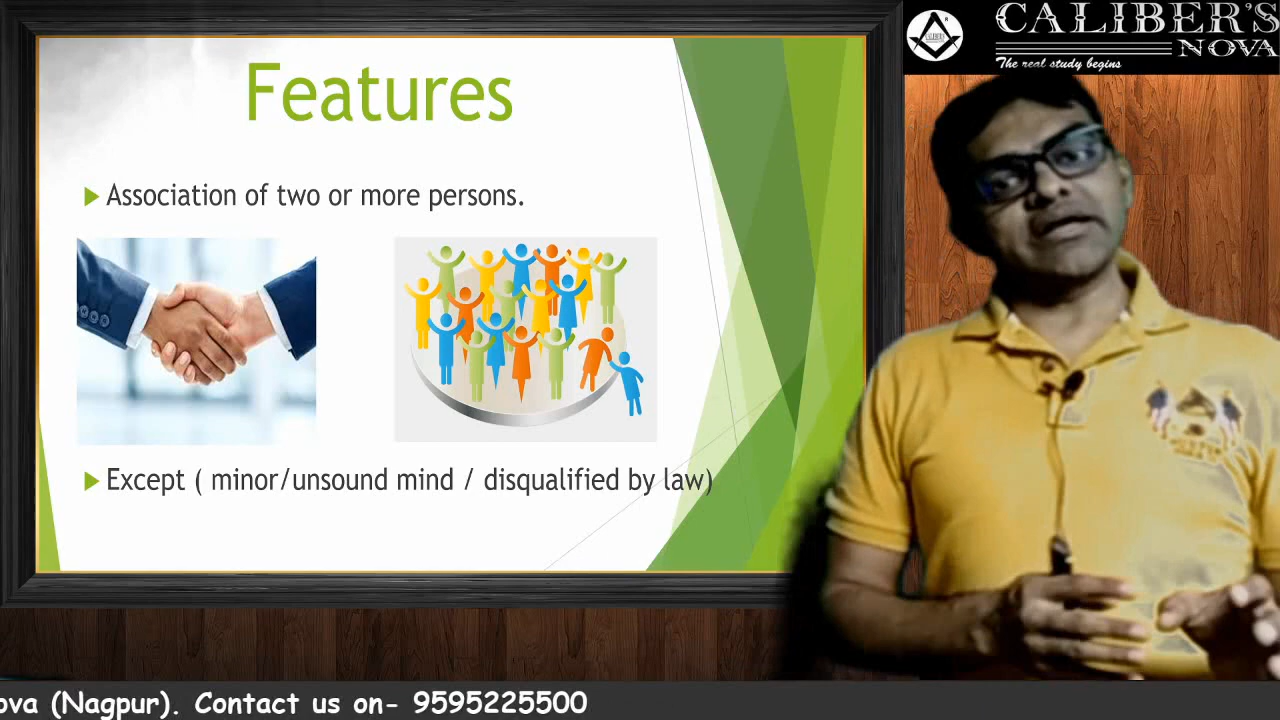 CALIBER'S
NOVA
The real study begins
Features
Association of two or more persons.
Except ( minor/unsound mind / disqualified by law)
ova (Nagpur). Contact us on- 9595225500